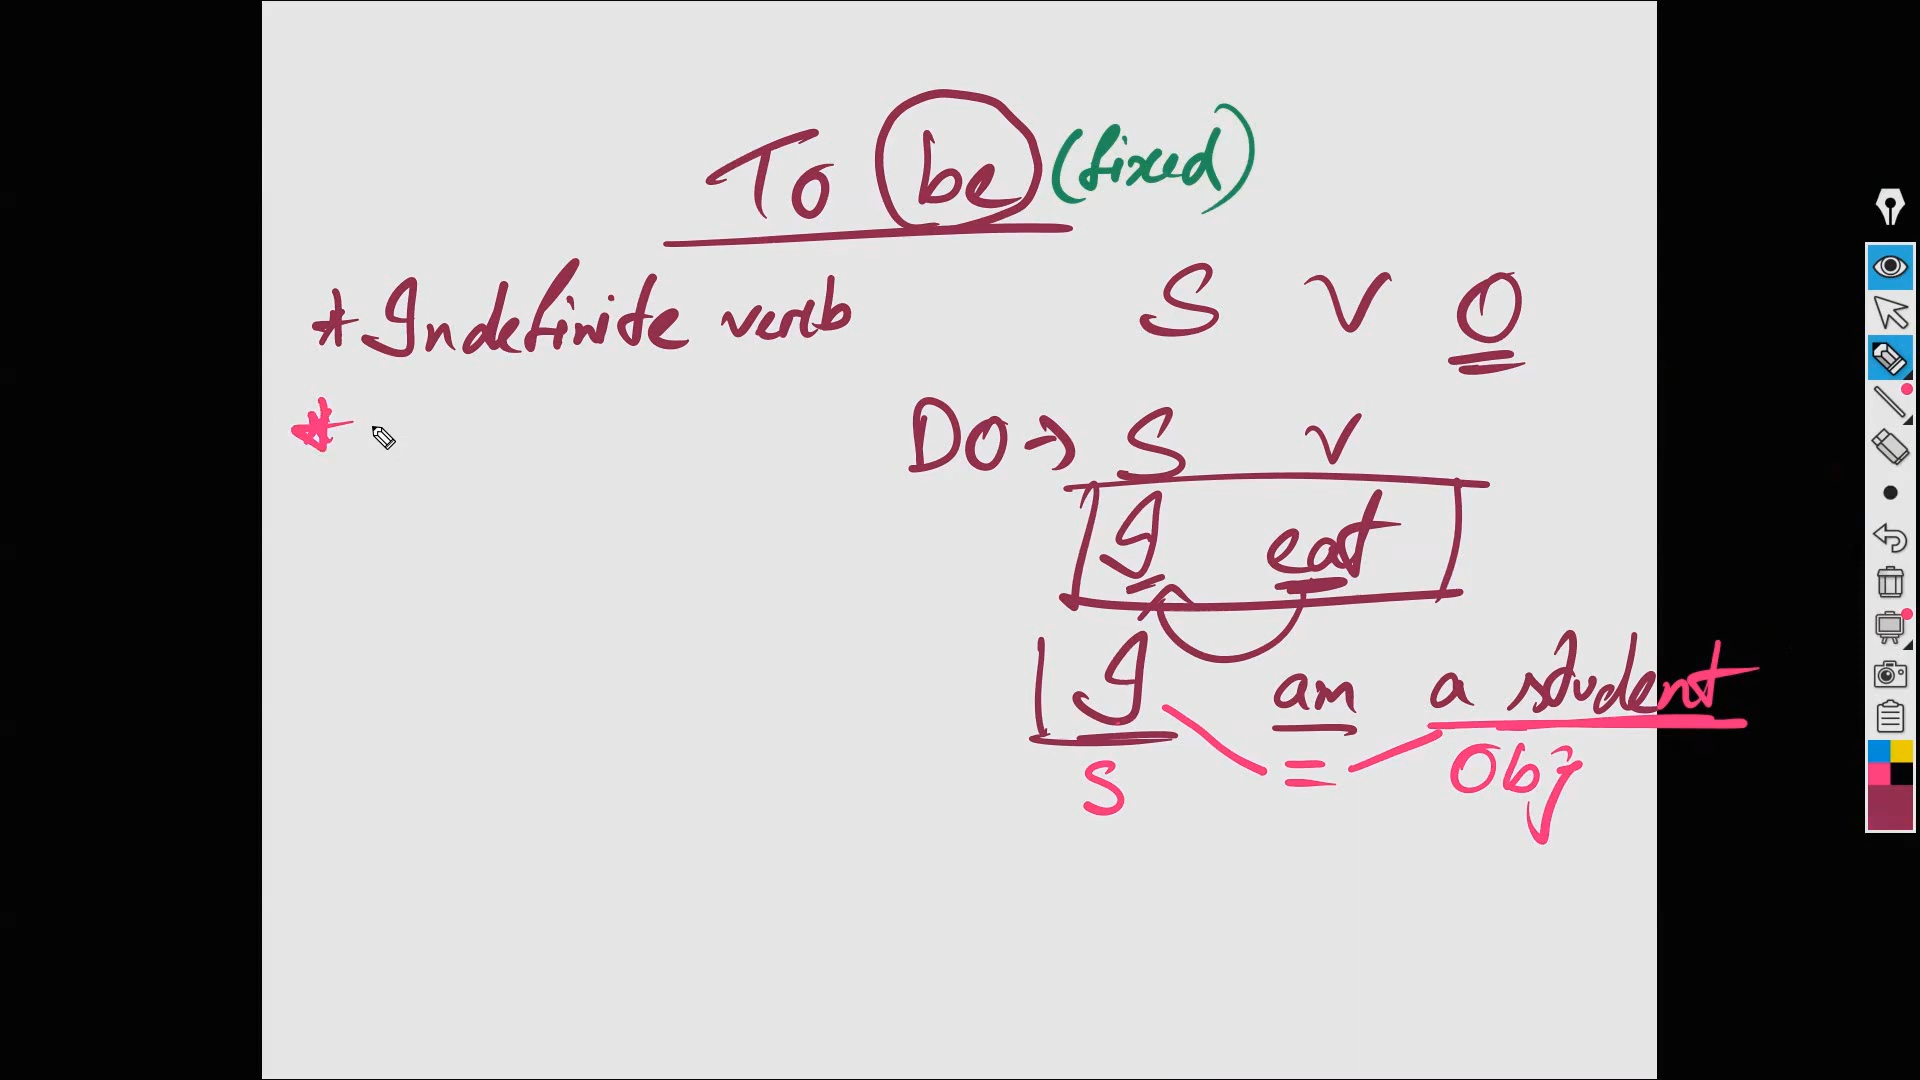 To be (fixed)
* Indefinite verb
S V O
*
DO → S V
I eat
I am a student
S = Obj